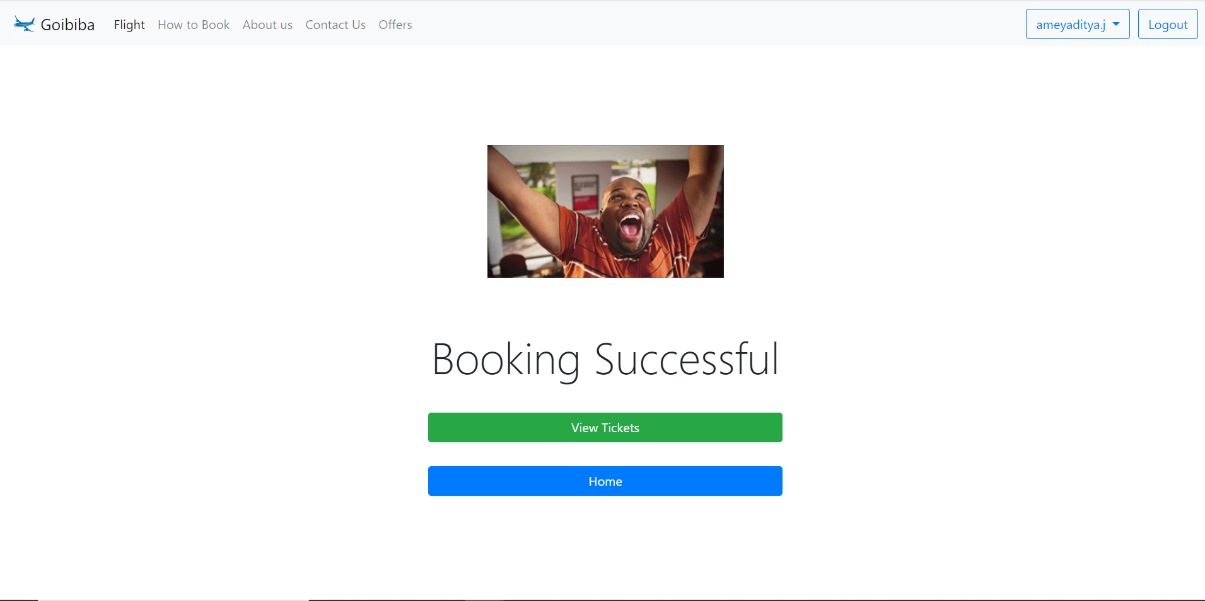 Goibiba Flight How to Book About us Contact Us Offers ameyaditya.j Logout
Booking Successful
View Tickets
Home